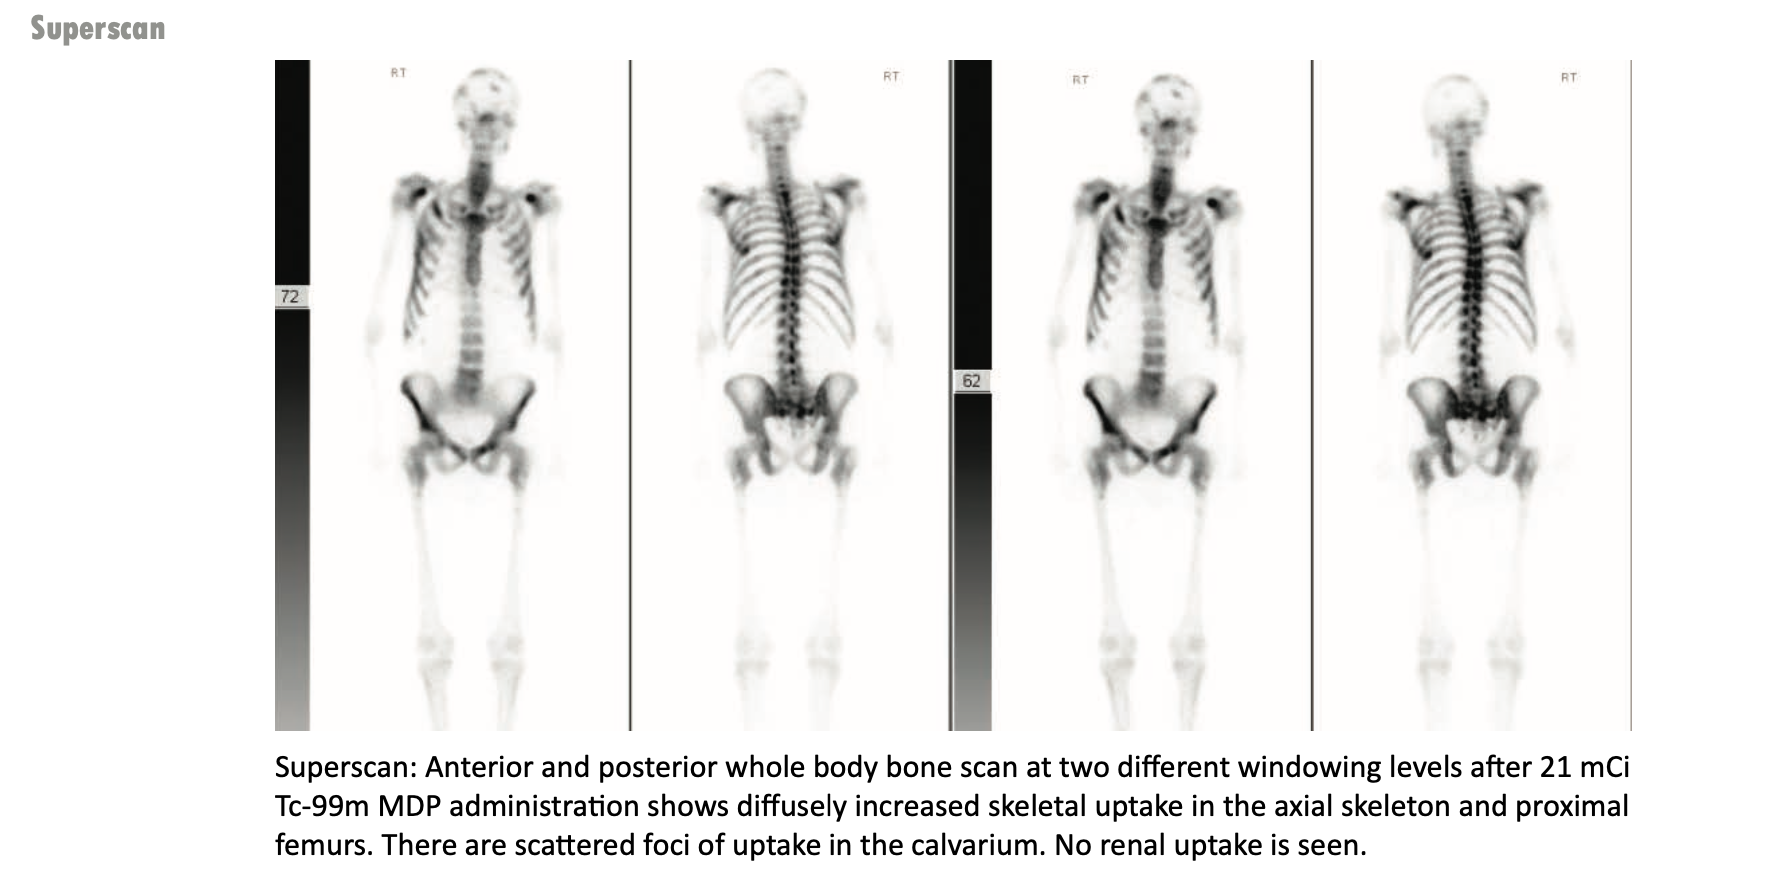 Superscan
RT
RT
RT
RT
72
62
Superscan: Anterior and posterior whole body bone scan at two different windowing levels after 21 mCi
Tc-99m MDP administration shows diffusely increased skeletal uptake in the axial skeleton and proximal
femurs. There are scattered foci of uptake in the calvarium. No renal uptake is seen.